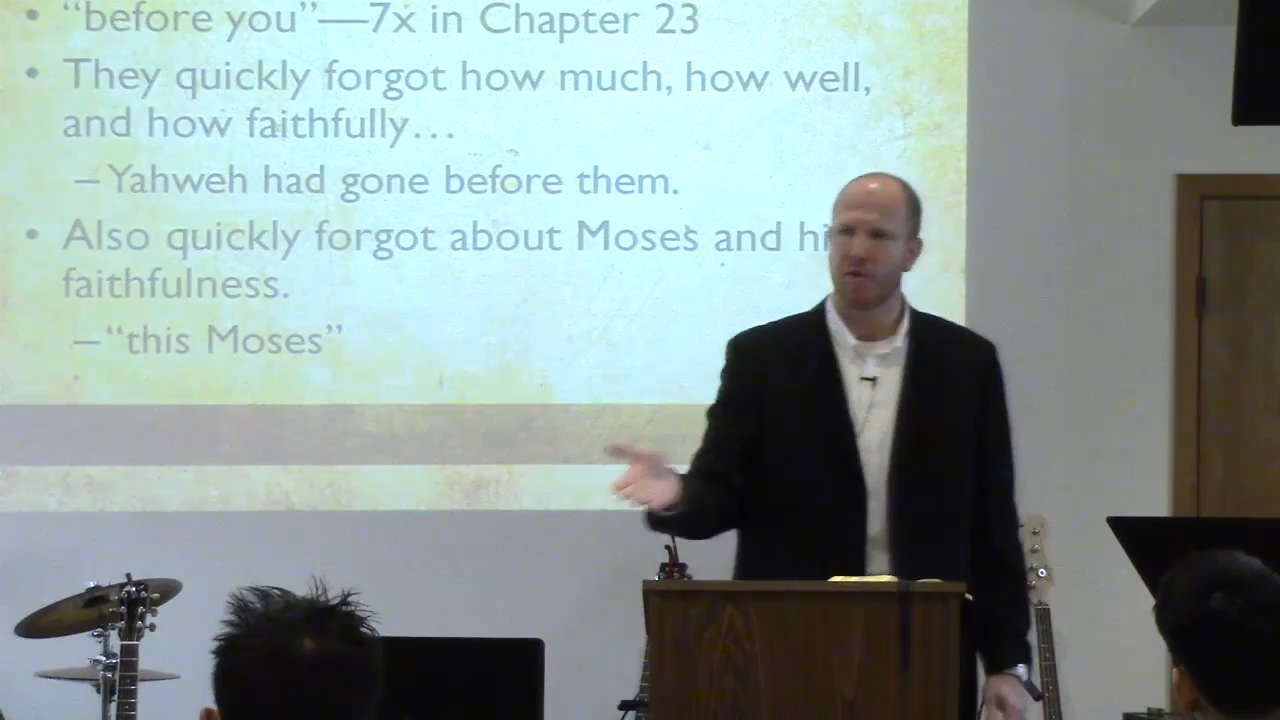 • “before you”—7x in Chapter 23
• They quickly forgot how much, how well,
and how faithfully…
– Yahweh had gone before them.
• Also quickly forgot about Moses and hi
faithfulness.
– “this Moses”